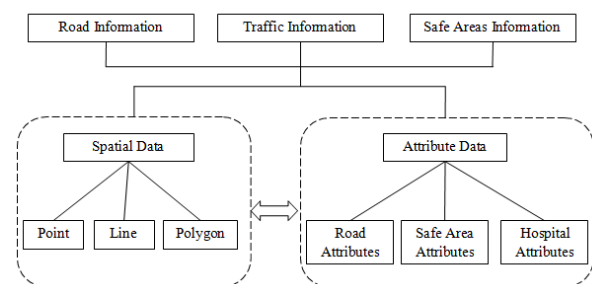 Road Information
Traffic Information
Safe Areas Information
Spatial Data
Attribute Data
Point
Line
Polygon
Road
Attributes
Safe Area
Attributes
Hospital
Attributes